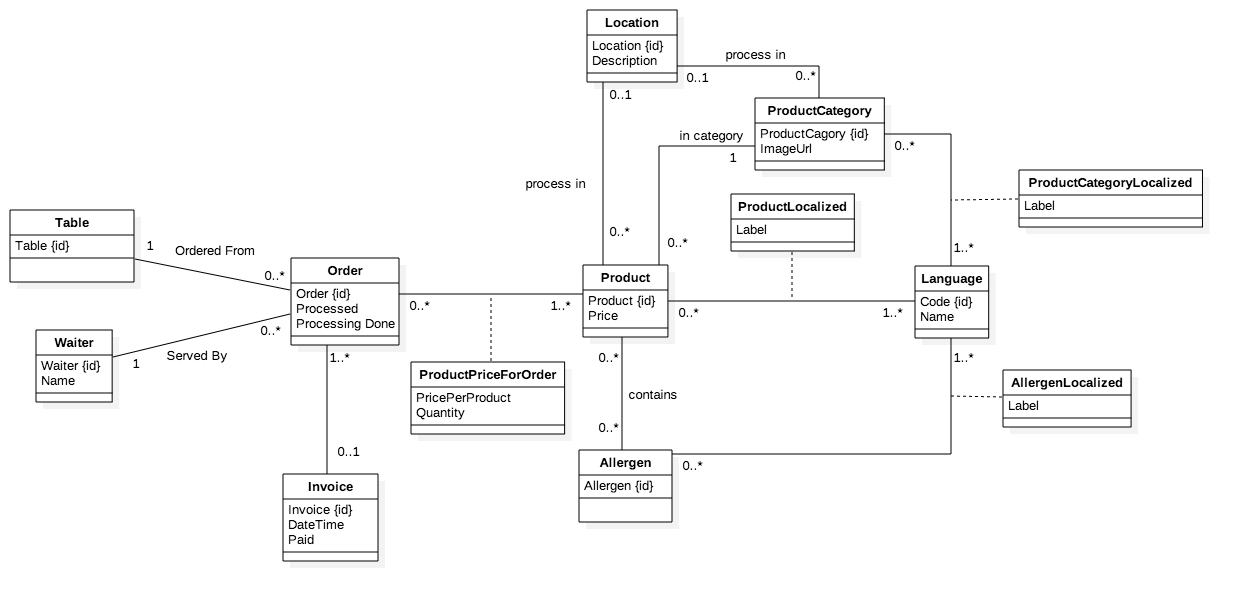 Location
Location {id}
Description
process in
0..1
0..*
0..1
ProductCategory
ProductCagory {id}
ImageUrl
in category
1
0..*
process in
ProductCategoryLocalized
Label
ProductLocalized
Label
Table
Table {id}
1
Ordered From
0..*
0..*
0..*
1..*
Order
Order {id}
Processed
Processing Done
Product
Product {id}
Price
Language
Code {id}
Name
0..*
1..*
0..*
1..*
0..*
Waiter
Waiter {id}
Name
1
Served By
1..*
0..*
1..*
ProductPriceForOrder
PricePerProduct
Quantity
contains
AllergenLocalized
Label
0..*
0..1
Allergen
Allergen {id}
0..*
Invoice
Invoice {id}
DateTime
Paid